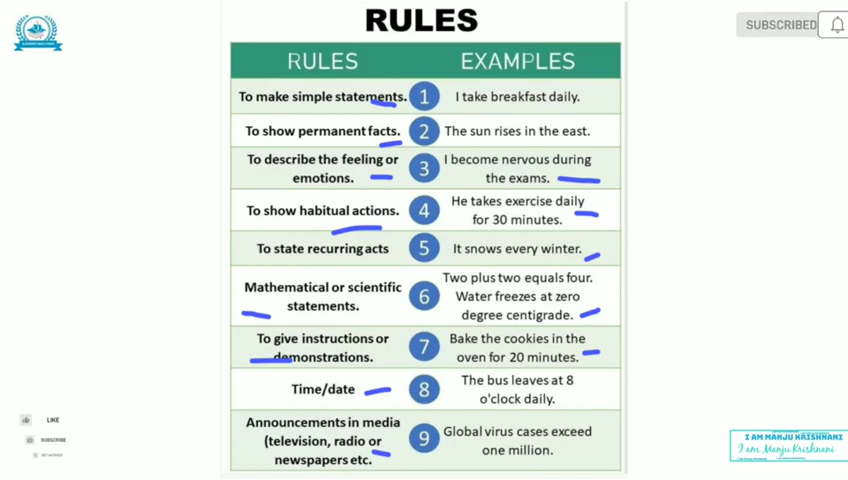 RULES
SUBSCRIBED
RULES EXAMPLES
To make simple statements. 1 I take breakfast daily.
To show permanent facts. 2 The sun rises in the east.
To describe the feeling or
emotions.
3
I become nervous during
the exams.
To show habitual actions. 4
He takes exercise daily
for 30 minutes.
To state recurring acts 5 It snows every winter.
Mathematical or scientific
statements.
6
Two plus two equals four.
Water freezes at zero
degree centigrade.
To give instructions or
demonstrations.
7
Bake the cookies in the
oven for 20 minutes.
Time/date 8
The bus leaves at 8
o'clock daily.
Announcements in media
(television, radio or
newspapers etc.
9
Global virus cases exceed
one million.
LIKE
SUBSCRIBE
I AM MANJU KRISHNANI
I am Manju Krishnani